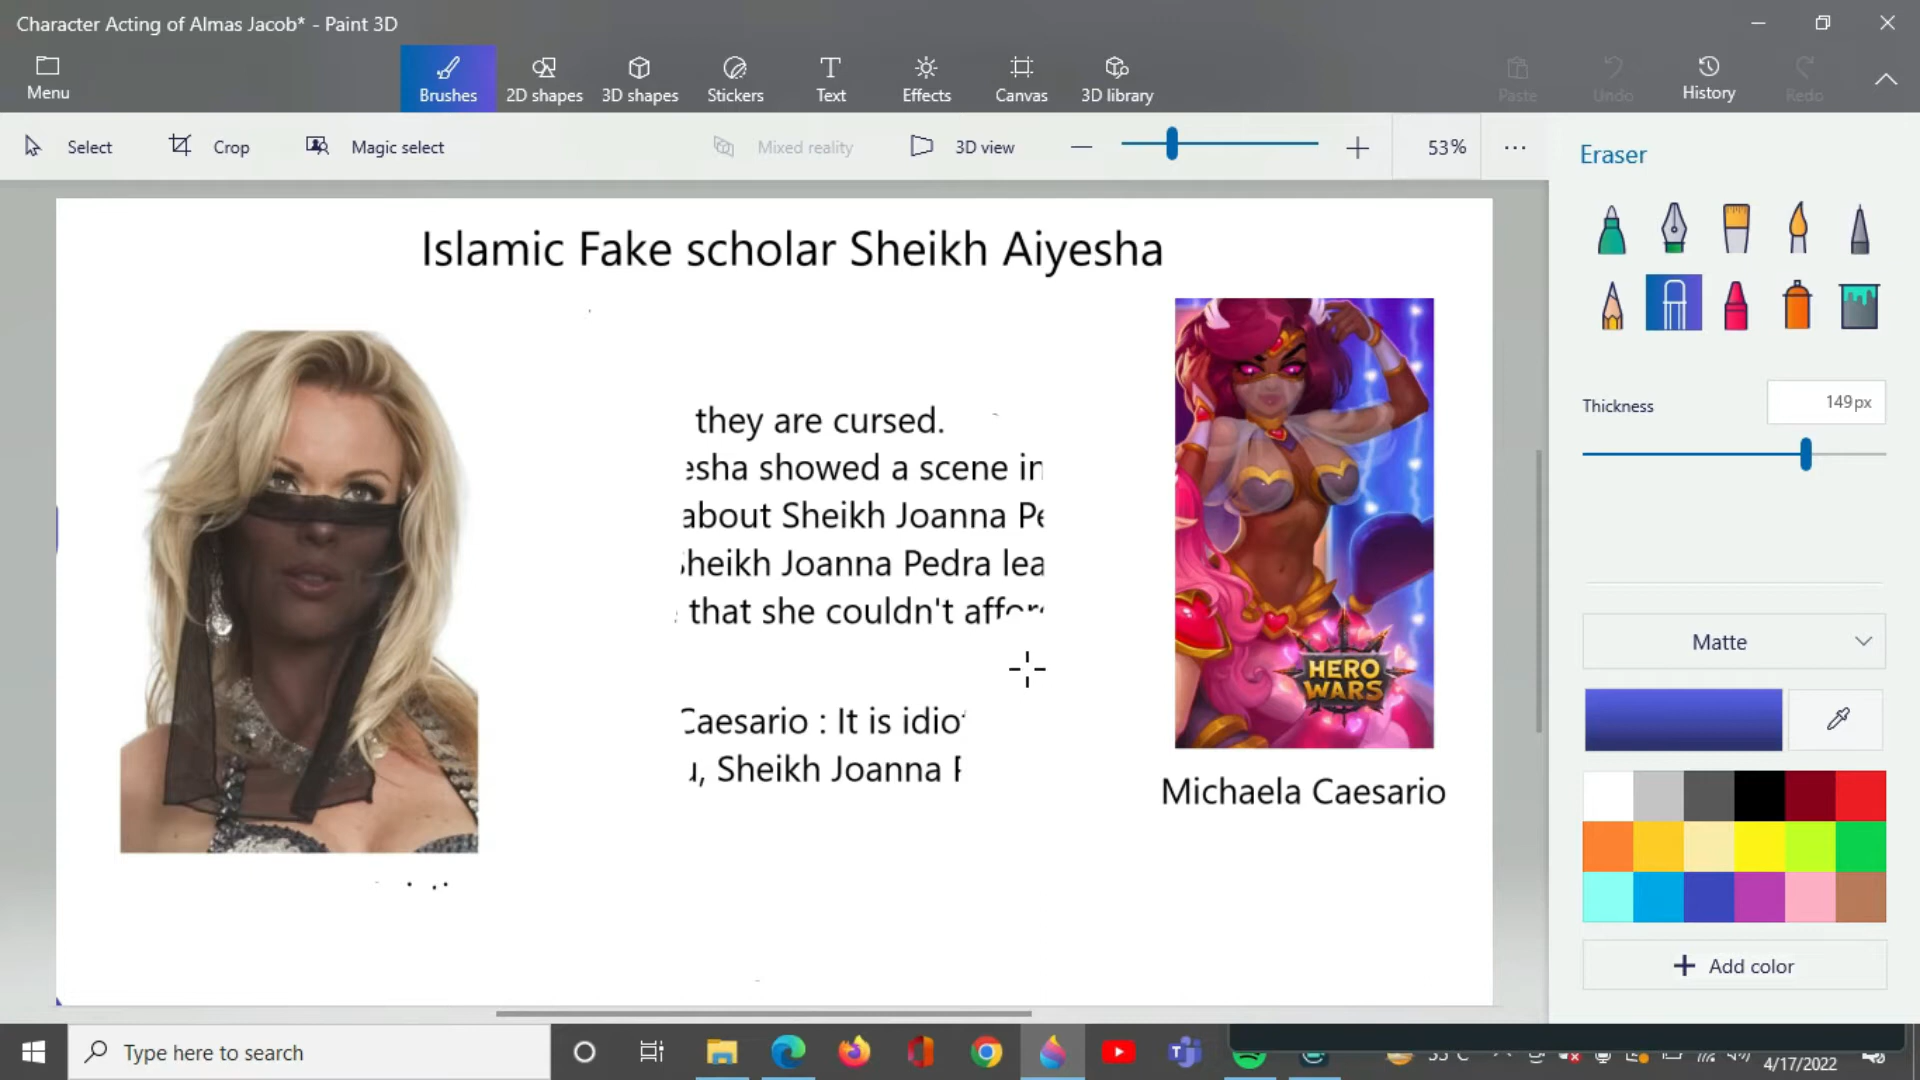 Character Acting of Almas Jacob* - Paint 3D
Menu
Brushes
2D shapes
3D shapes
Stickers
Text
Effects
Canvas
3D library
Paste
Undo
History
Redo
Select
Crop
Magic select
Mixed reality
3D view
53%
Eraser
Thickness
149px
Matte
Add color
Islamic Fake scholar Sheikh Aiyesha
they are cursed.
esha showed a scene in
about Sheikh Joanna Pe
Sheikh Joanna Pedra lea
that she couldn't affor
Caesario : It is idiot
u, Sheikh Joanna P
HERO
WARS
Michaela Caesario
Type here to search
4/17/2022